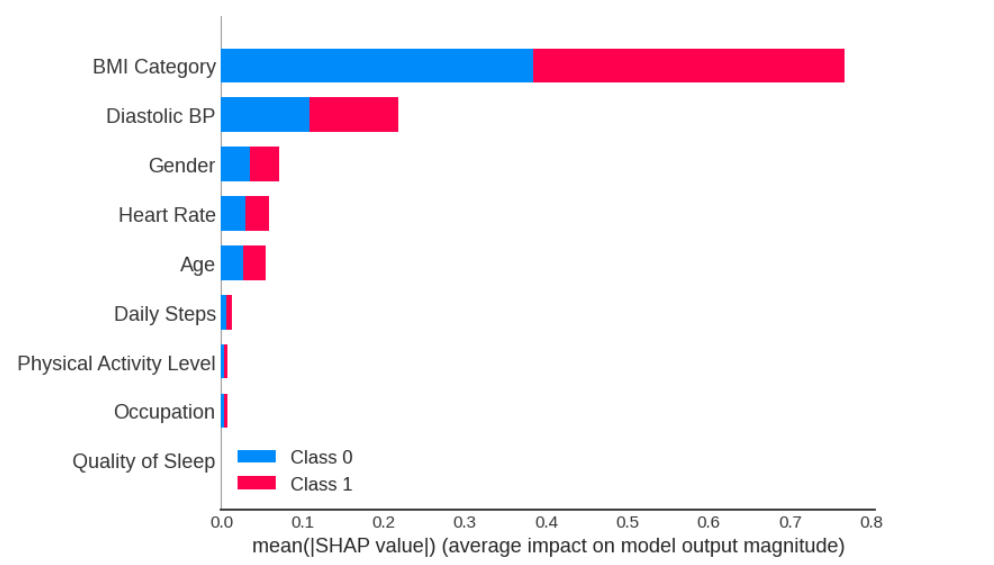 BMI Category
Diastolic BP
Gender
Heart Rate
Age
Daily Steps
Physical Activity Level
Occupation
Quality of Sleep
Class 0
Class 1
0.0 0.1 0.2 0.3 0.4 0.5 0.6 0.7 0.8
mean(|SHAP value|) (average impact on model output magnitude)